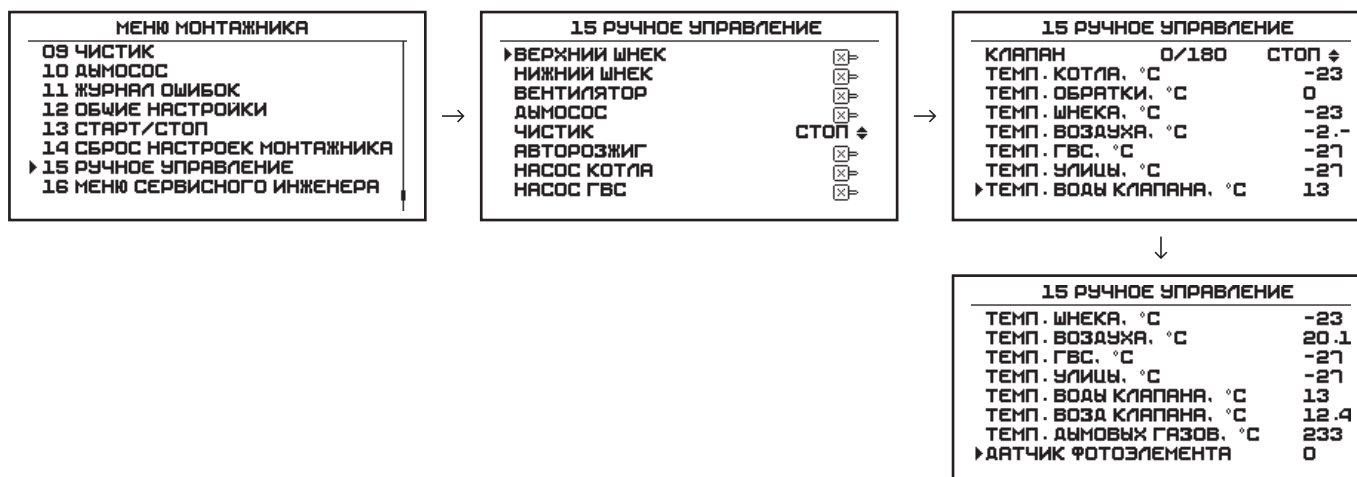 МЕНЮ МОНТАЖНИКА
09 ЧИСТИК
10 ДЫМОСОС
11 ЖУРНАЛ ОШИБОК
12 ОБЩИЕ НАСТРОЙКИ
13 СТАРТ/СТОП
14 СБРОС НАСТРОЕК МОНТАЖНИКА
15 РУЧНОЕ УПРАВЛЕНИЕ
16 МЕНЮ СЕРВИСНОГО ИНЖЕНЕРА
15 РУЧНОЕ УПРАВЛЕНИЕ
ВЕРХНИЙ ШНЕК
НИЖНИЙ ШНЕК
ВЕНТИЛЯТОР
ДЫМОСОС
ЧИСТИК СТОП
АВТОРОЗЖИГ
НАСОС КОТЛА
НАСОС ГВС
15 РУЧНОЕ УПРАВЛЕНИЕ
КЛАПАН 0/180 СТОП
ТЕМП. КОТЛА, °С -23
ТЕМП. ОБРАТКИ, °С 0
ТЕМП. ШНЕКА, °С -23
ТЕМП. ВОЗДУХА, °С -2.-
ТЕМП. ГВС, °С -27
ТЕМП. УЛИЦЫ, °С -27
ТЕМП. ВОДЫ КЛАПАНА, °С 13
15 РУЧНОЕ УПРАВЛЕНИЕ
ТЕМП. ШНЕКА, °С -23
ТЕМП. ВОЗДУХА, °С 20.1
ТЕМП. ГВС, °С -27
ТЕМП. УЛИЦЫ, °С -27
ТЕМП. ВОДЫ КЛАПАНА, °С 13
ТЕМП. ВОЗД КЛАПАНА, °С 12.4
ТЕМП. ДЫМОВЫХ ГАЗОВ, °С 233
ДАТЧИК ФОТОЭЛЕМЕНТА 0